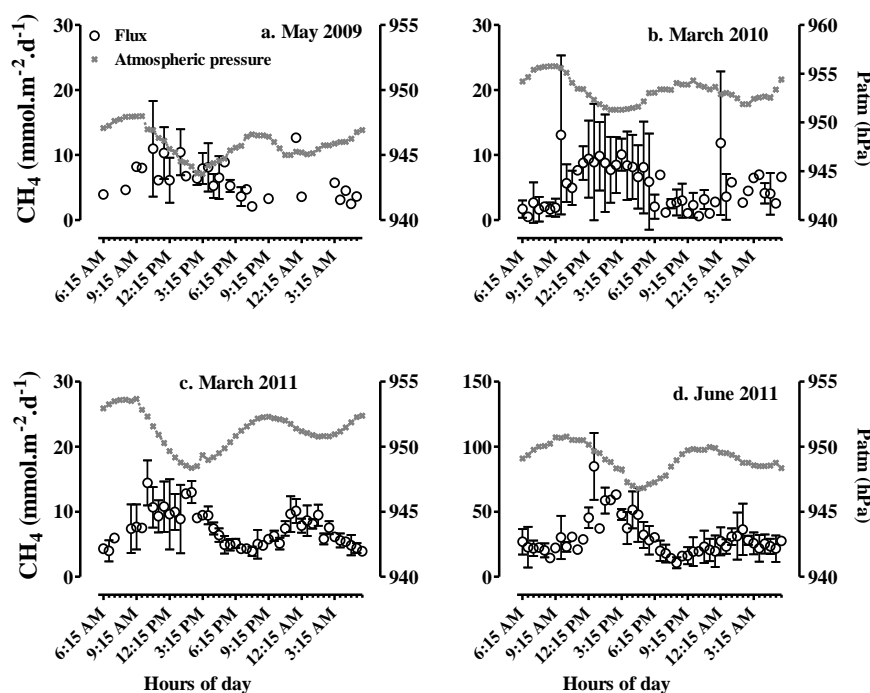 a. May 2009
Flux
Atmospheric pressure
CH4 (mmol.m-2.d-1)
30
20
10
0
955
950
945
940
6:15 AM
9:15 AM
12:15 PM
3:15 PM
6:15 PM
9:15 PM
12:15 AM
3:15 AM
b. March 2010
30
20
10
0
960
955
950
945
940
Patm (hPa)
6:15 AM
9:15 AM
12:15 PM
3:15 PM
6:15 PM
9:15 PM
12:15 AM
3:15 AM
c. March 2011
CH4 (mmol.m-2.d-1)
30
20
10
0
955
950
945
940
6:15 AM
9:15 AM
12:15 PM
3:15 PM
6:15 PM
9:15 PM
12:15 AM
3:15 AM
Hours of day
d. June 2011
150
100
50
0
955
950
945
940
Patm (hPa)
6:15 AM
9:15 AM
12:15 PM
3:15 PM
6:15 PM
9:15 PM
12:15 AM
3:15 AM
Hours of day